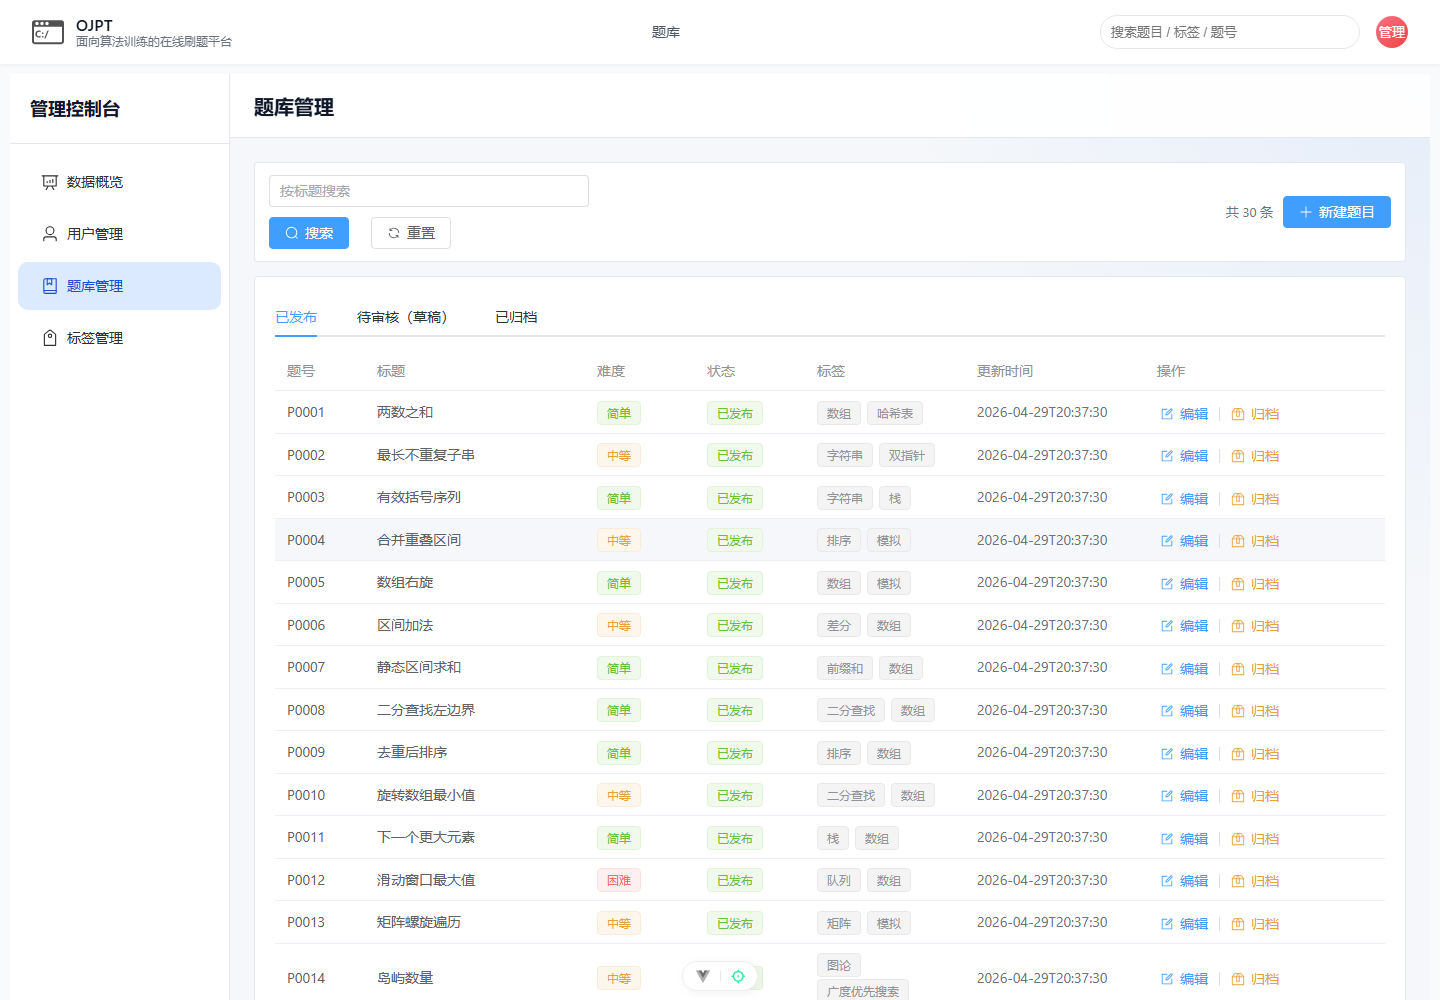 OJPT
面向算法训练的在线刷题平台
题库
搜索题目 / 标签 / 题号
管理
管理控制台
数据概览
用户管理
题库管理
标签管理
题库管理
按标题搜索
搜索 重置
共 30 条 新建题目
已发布 待审核（草稿） 已归档
题号 标题 难度 状态 标签 更新时间 操作
P0001 两数之和 简单 已发布 数组 哈希表 2026-04-29T20:37:30 编辑 归档
P0002 最长不重复子串 中等 已发布 字符串 双指针 2026-04-29T20:37:30 编辑 归档
P0003 有效括号序列 简单 已发布 字符串 栈 2026-04-29T20:37:30 编辑 归档
P0004 合并重叠区间 中等 已发布 排序 模拟 2026-04-29T20:37:30 编辑 归档
P0005 数组右旋 简单 已发布 数组 模拟 2026-04-29T20:37:30 编辑 归档
P0006 区间加法 中等 已发布 差分 数组 2026-04-29T20:37:30 编辑 归档
P0007 静态区间求和 简单 已发布 前缀和 数组 2026-04-29T20:37:30 编辑 归档
P0008 二分查找左边界 简单 已发布 二分查找 数组 2026-04-29T20:37:30 编辑 归档
P0009 去重后排序 简单 已发布 排序 数组 2026-04-29T20:37:30 编辑 归档
P0010 旋转数组最小值 中等 已发布 二分查找 数组 2026-04-29T20:37:30 编辑 归档
P0011 下一个更大元素 简单 已发布 栈 数组 2026-04-29T20:37:30 编辑 归档
P0012 滑动窗口最大值 困难 已发布 队列 数组 2026-04-29T20:37:30 编辑 归档
P0013 矩阵螺旋遍历 中等 已发布 矩阵 模拟 2026-04-29T20:37:30 编辑 归档
P0014 岛屿数量 中等 图论 2026-04-29T20:37:30 编辑 归档
广度优先搜索